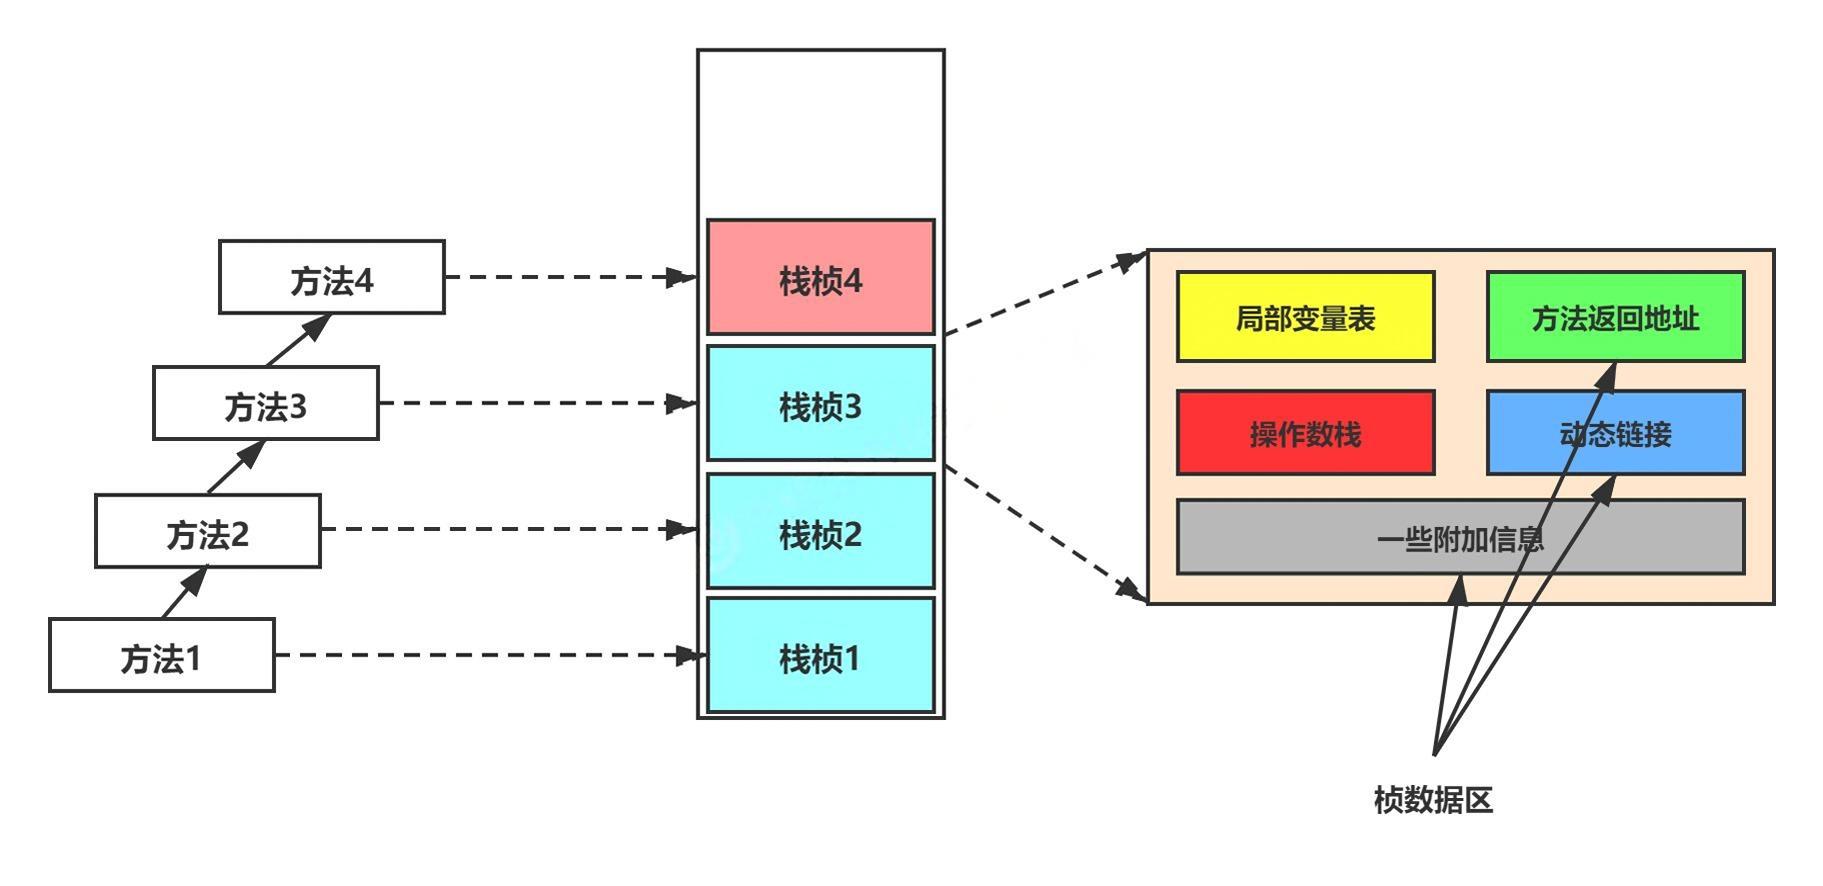 方法4
方法3
方法2
方法1
栈桢4
栈桢3
栈桢2
栈桢1
局部变量表
方法返回地址
操作数栈
动态链接
一些附加信息
桢数据区